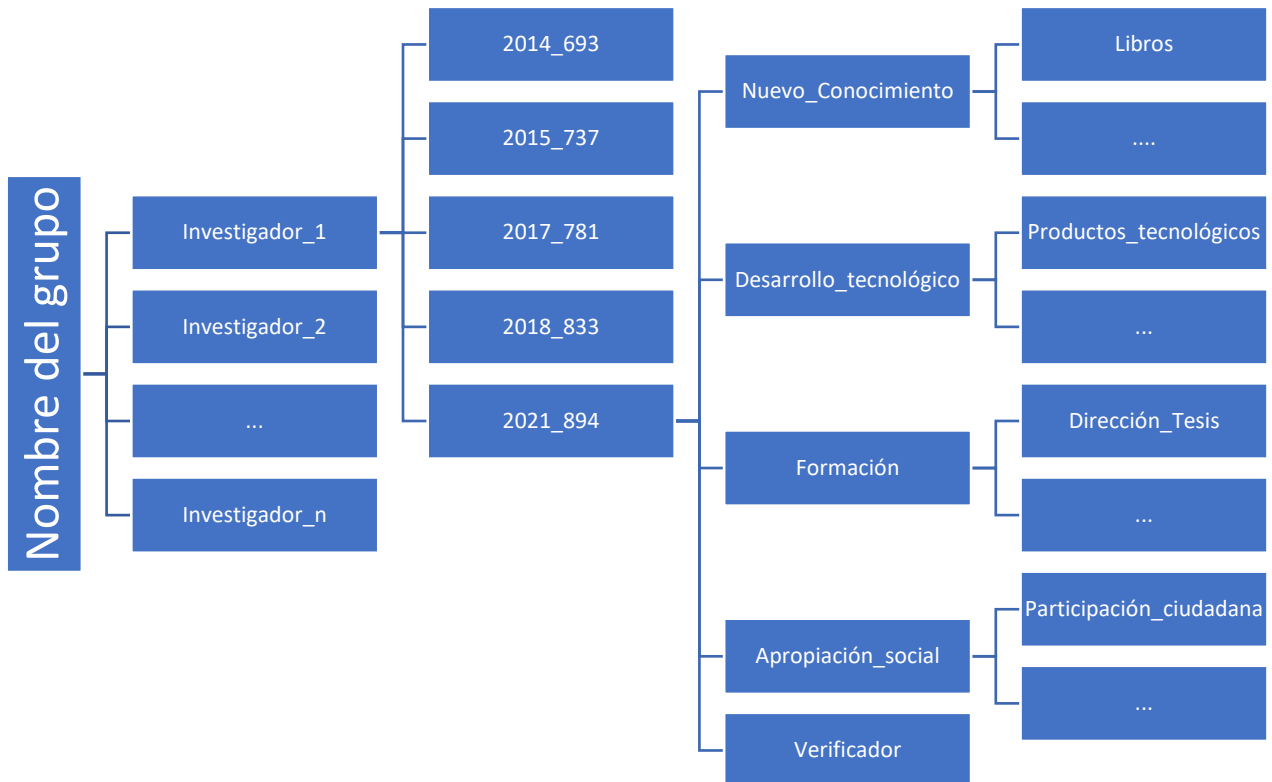 Nombre del grupo
Investigador_1
Investigador_2
...
Investigador_n
2014_693
2015_737
2017_781
2018_833
2021_894
Nuevo_Conocimiento
Desarrollo_tecnológico
Formación
Apropiación_social
Verificador
Libros
....
Productos_tecnológicos
...
Dirección_Tesis
...
Participación_ciudadana
...